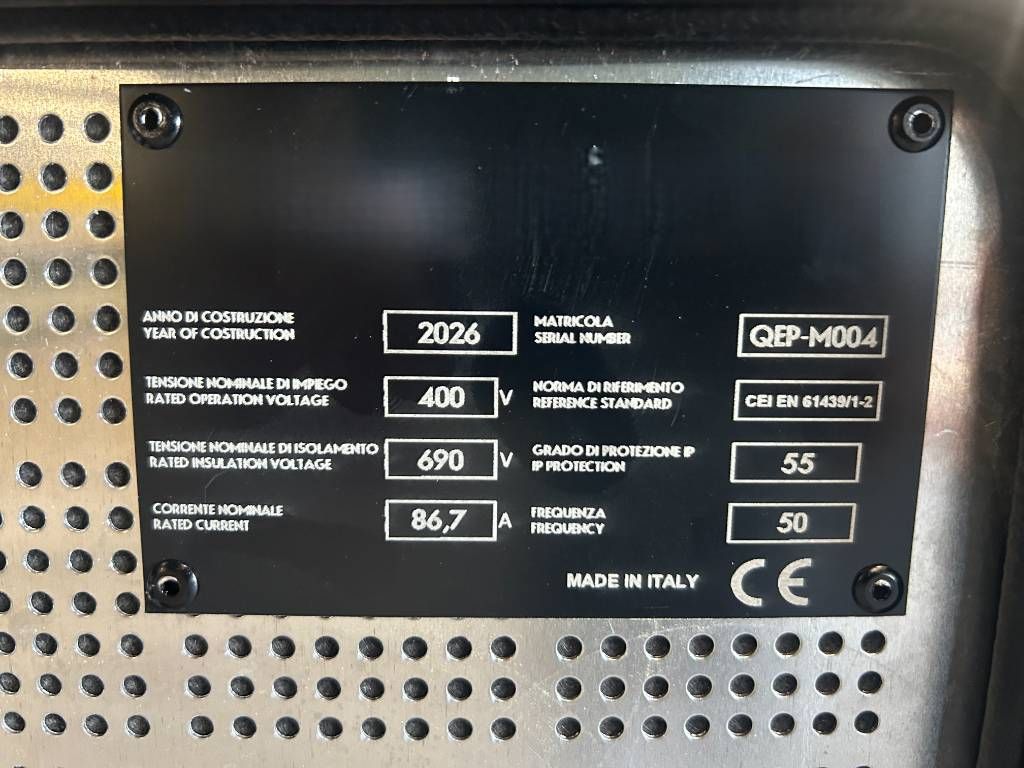 ANNO DI COSTRUZIONE
YEAR OF COSTRUCTION
2026
MATRICOLA
SERIAL NUMBER
QEP-M004
TENSIONE NOMINALE DI IMPIEGO
RATED OPERATION VOLTAGE
400 V
NORMA DI RIFERIMENTO
REFERENCE STANDARD
CEI EN 61439/1-2
TENSIONE NOMINALE DI ISOLAMENTO
RATED INSULATION VOLTAGE
690 V
GRADO DI PROTEZIONE IP
IP PROTECTION
55
CORRENTE NOMINALE
RATED CURRENT
86,7 A
FREQUENZA
FREQUENCY
50
MADE IN ITALY CE